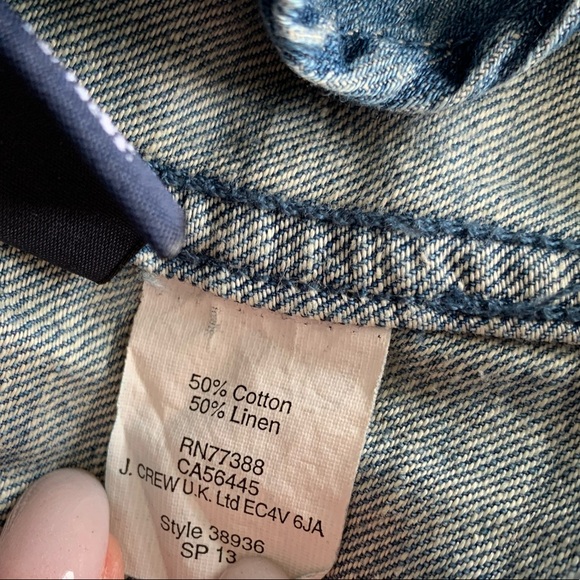 50% Cotton
50% Linen
RN77388
CA56445
J. CREW U.K. Ltd EC4V 6JA
Style 38936
SP 13